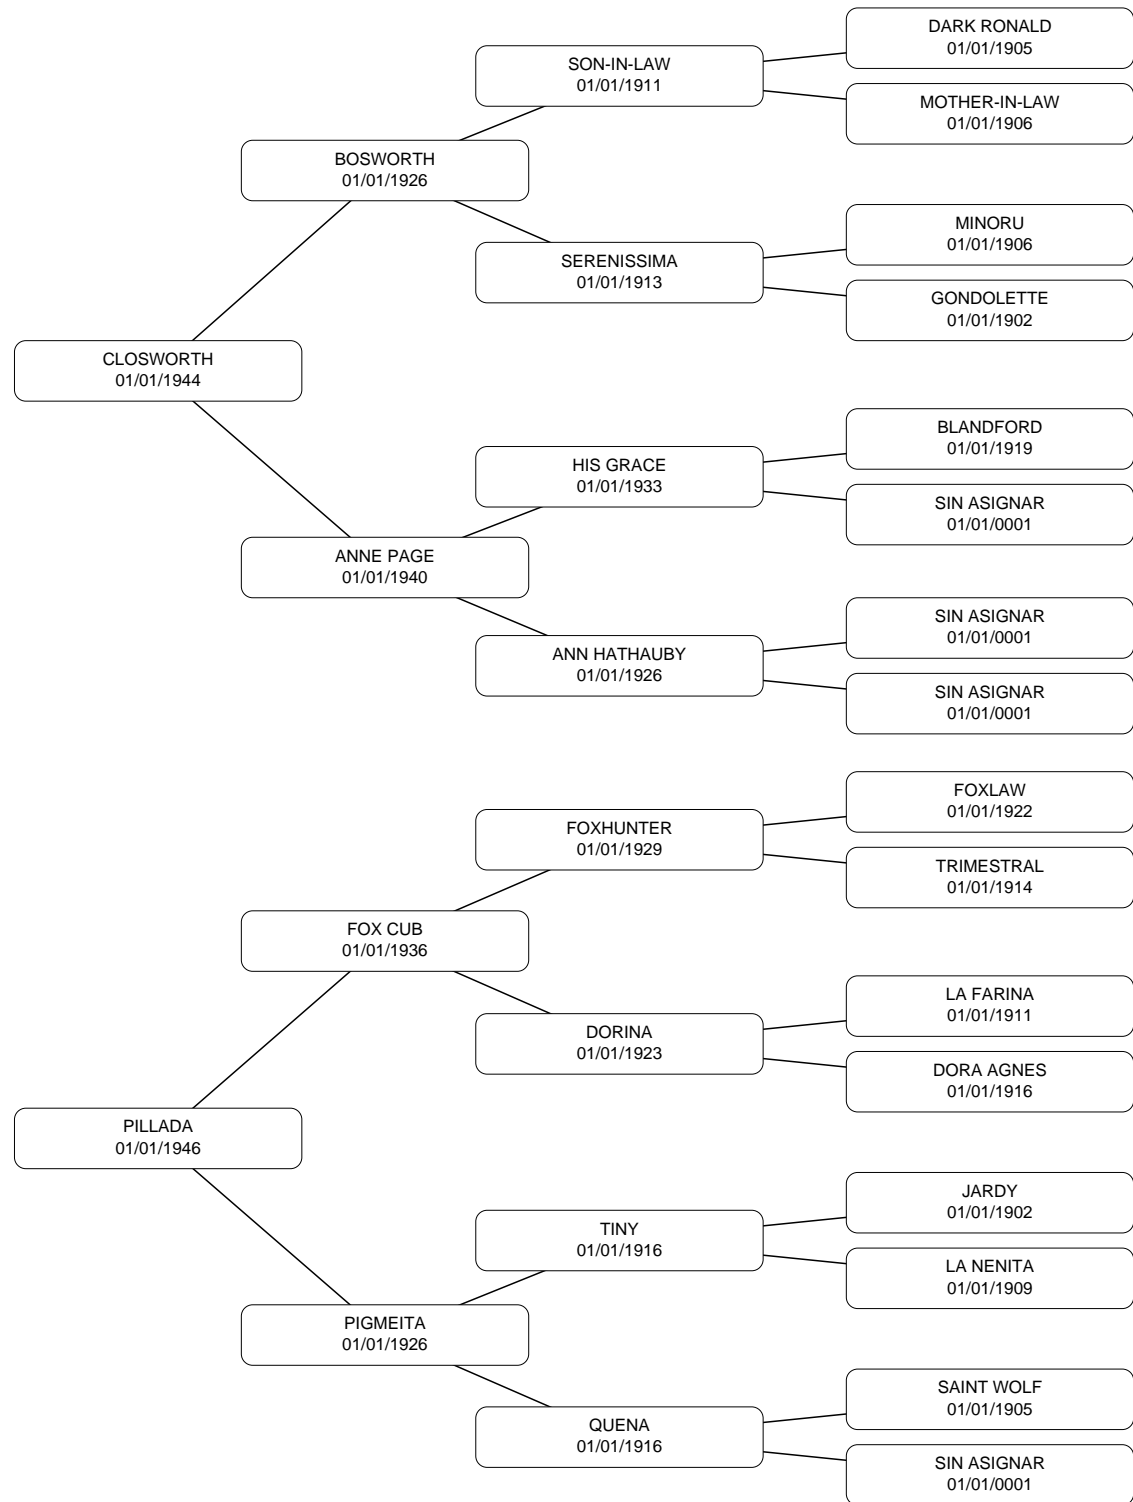 DARK RONALD
01/01/1905
SON-IN-LAW
01/01/1911
MOTHER-IN-LAW
01/01/1906
BOSWORTH
01/01/1926
MINORU
01/01/1906
SERENISSIMA
01/01/1913
GONDOLETTE
01/01/1902
CLOSWORTH
01/01/1944
BLANDFORD
01/01/1919
HIS GRACE
01/01/1933
SIN ASIGNAR
01/01/0001
ANNE PAGE
01/01/1940
SIN ASIGNAR
01/01/0001
ANN HATHAUBY
01/01/1926
SIN ASIGNAR
01/01/0001
FOXLAW
01/01/1922
FOXHUNTER
01/01/1929
TRIMESTRAL
01/01/1914
FOX CUB
01/01/1936
LA FARINA
01/01/1911
DORINA
01/01/1923
DORA AGNES
01/01/1916
PILLADA
01/01/1946
JARDY
01/01/1902
TINY
01/01/1916
LA NENITA
01/01/1909
PIGMEITA
01/01/1926
SAINT WOLF
01/01/1905
QUENA
01/01/1916
SIN ASIGNAR
01/01/0001